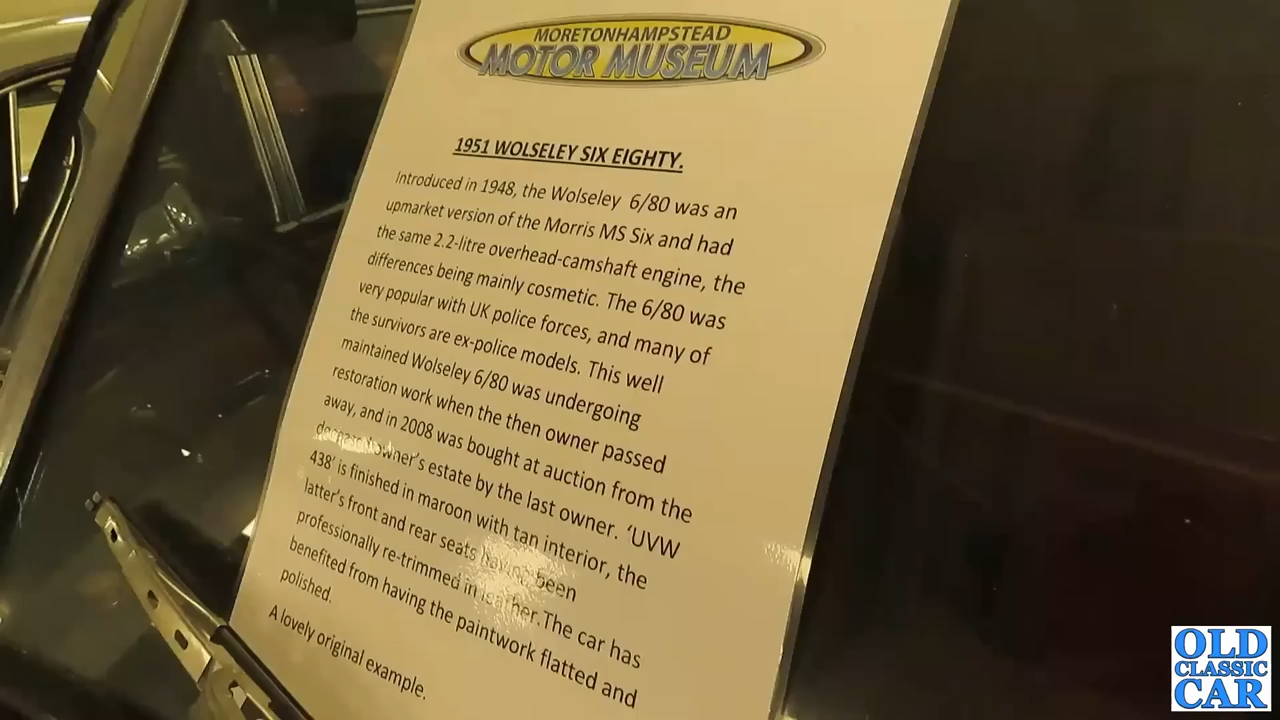 MORETONHAMPSTEAD
MOTOR MUSEUM
1951 WOLSELEY SIX EIGHTY.
Introduced in 1948, the Wolseley 6/80 was an
upmarket version of the Morris MS Six and had
the same 2.2-litre overhead-camshaft engine, the
differences being mainly cosmetic. The 6/80 was
very popular with UK police forces, and many of
the survivors are ex-police models. This well
maintained Wolseley 6/80 was undergoing
restoration work when the then owner passed
away, and in 2008 was bought at auction from the
owner's estate by the last owner. 'UVW
438' is finished in maroon with tan interior, the
latter's front and rear seats having been
professionally re-trimmed in leather. The car has
benefited from having the paintwork flatted and
polished.
A lovely original example.
OLD
CLASSIC
CAR